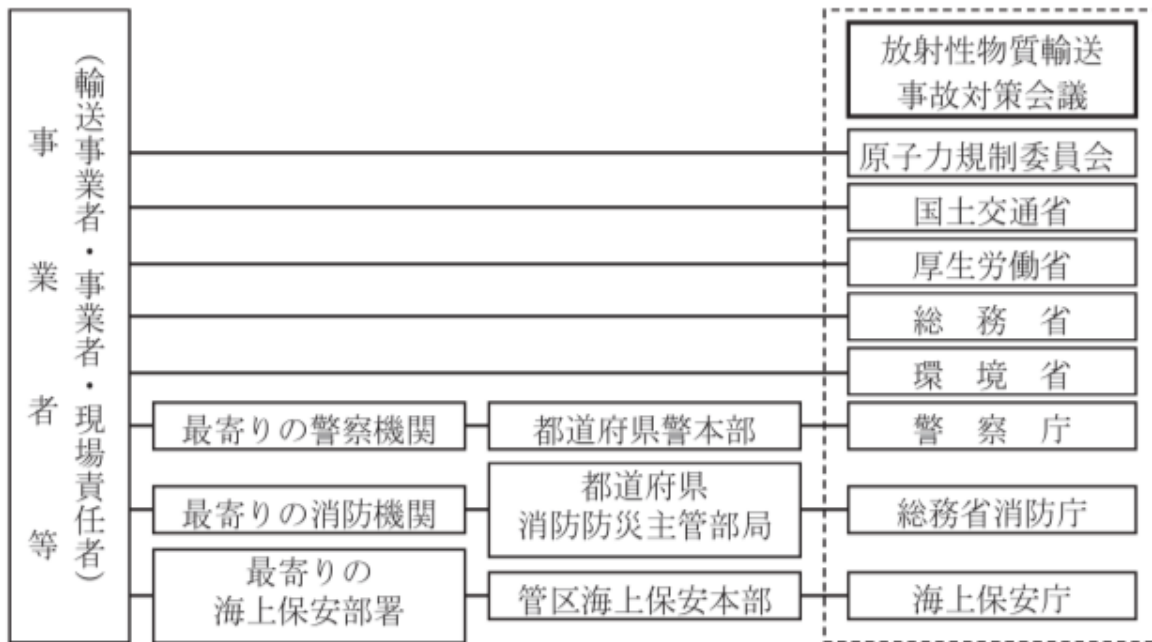 事業者等
(輸送事業者・事業者・現場責任者)
放射性物質輸送
事故対策会議
原子力規制委員会
国土交通省
厚生労働省
総務省
環境省
最寄りの警察機関
都道府県警本部
警察庁
最寄りの消防機関
都道府県
消防防災主管部局
総務省消防庁
最寄りの
海上保安部署
管区海上保安本部
海上保安庁